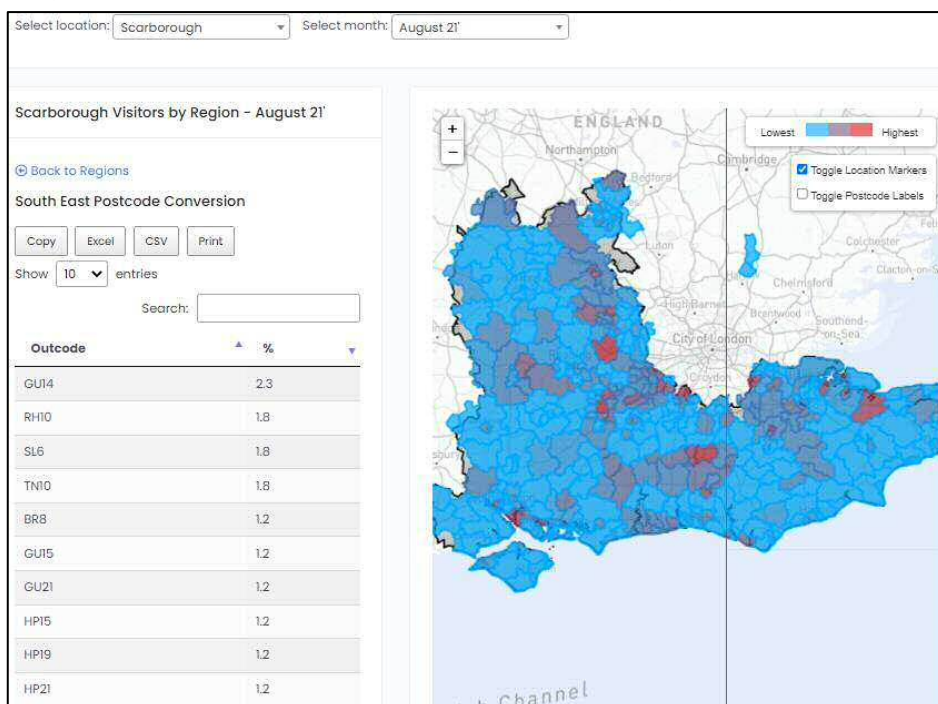 Select location: Scarborough Select month: August 21'
Scarborough Visitors by Region - August 21'
Back to Regions
South East Postcode Conversion
Copy Excel CSV Print
Show 10 entries
Search:
Outcode %
GU14 2.3
RH10 1.8
SL6 1.8
TN10 1.8
BR8 1.2
GU15 1.2
GU21 1.2
HP15 1.2
HP19 1.2
HP21 1.2
+
−
ENGLAND
Lowest Highest
Northampton
Cambridge
Toggle Location Markers
Bedford
Toggle Postcode Labels
Luton
Colchester
Clacton-on-S
Chelmsford
High Barnet
Brentwood
Southend-
on-Sea
City of London
Croydon
Channel